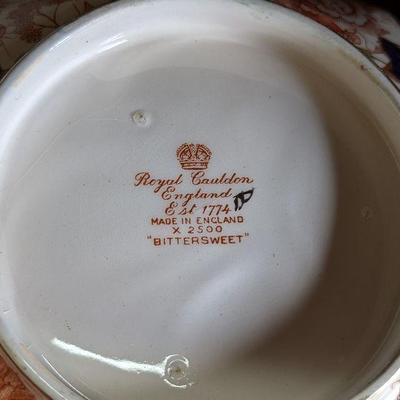 Royal Cauldon
England
Est 1774
MADE IN ENGLAND
X 2500
"BITTERSWEET"